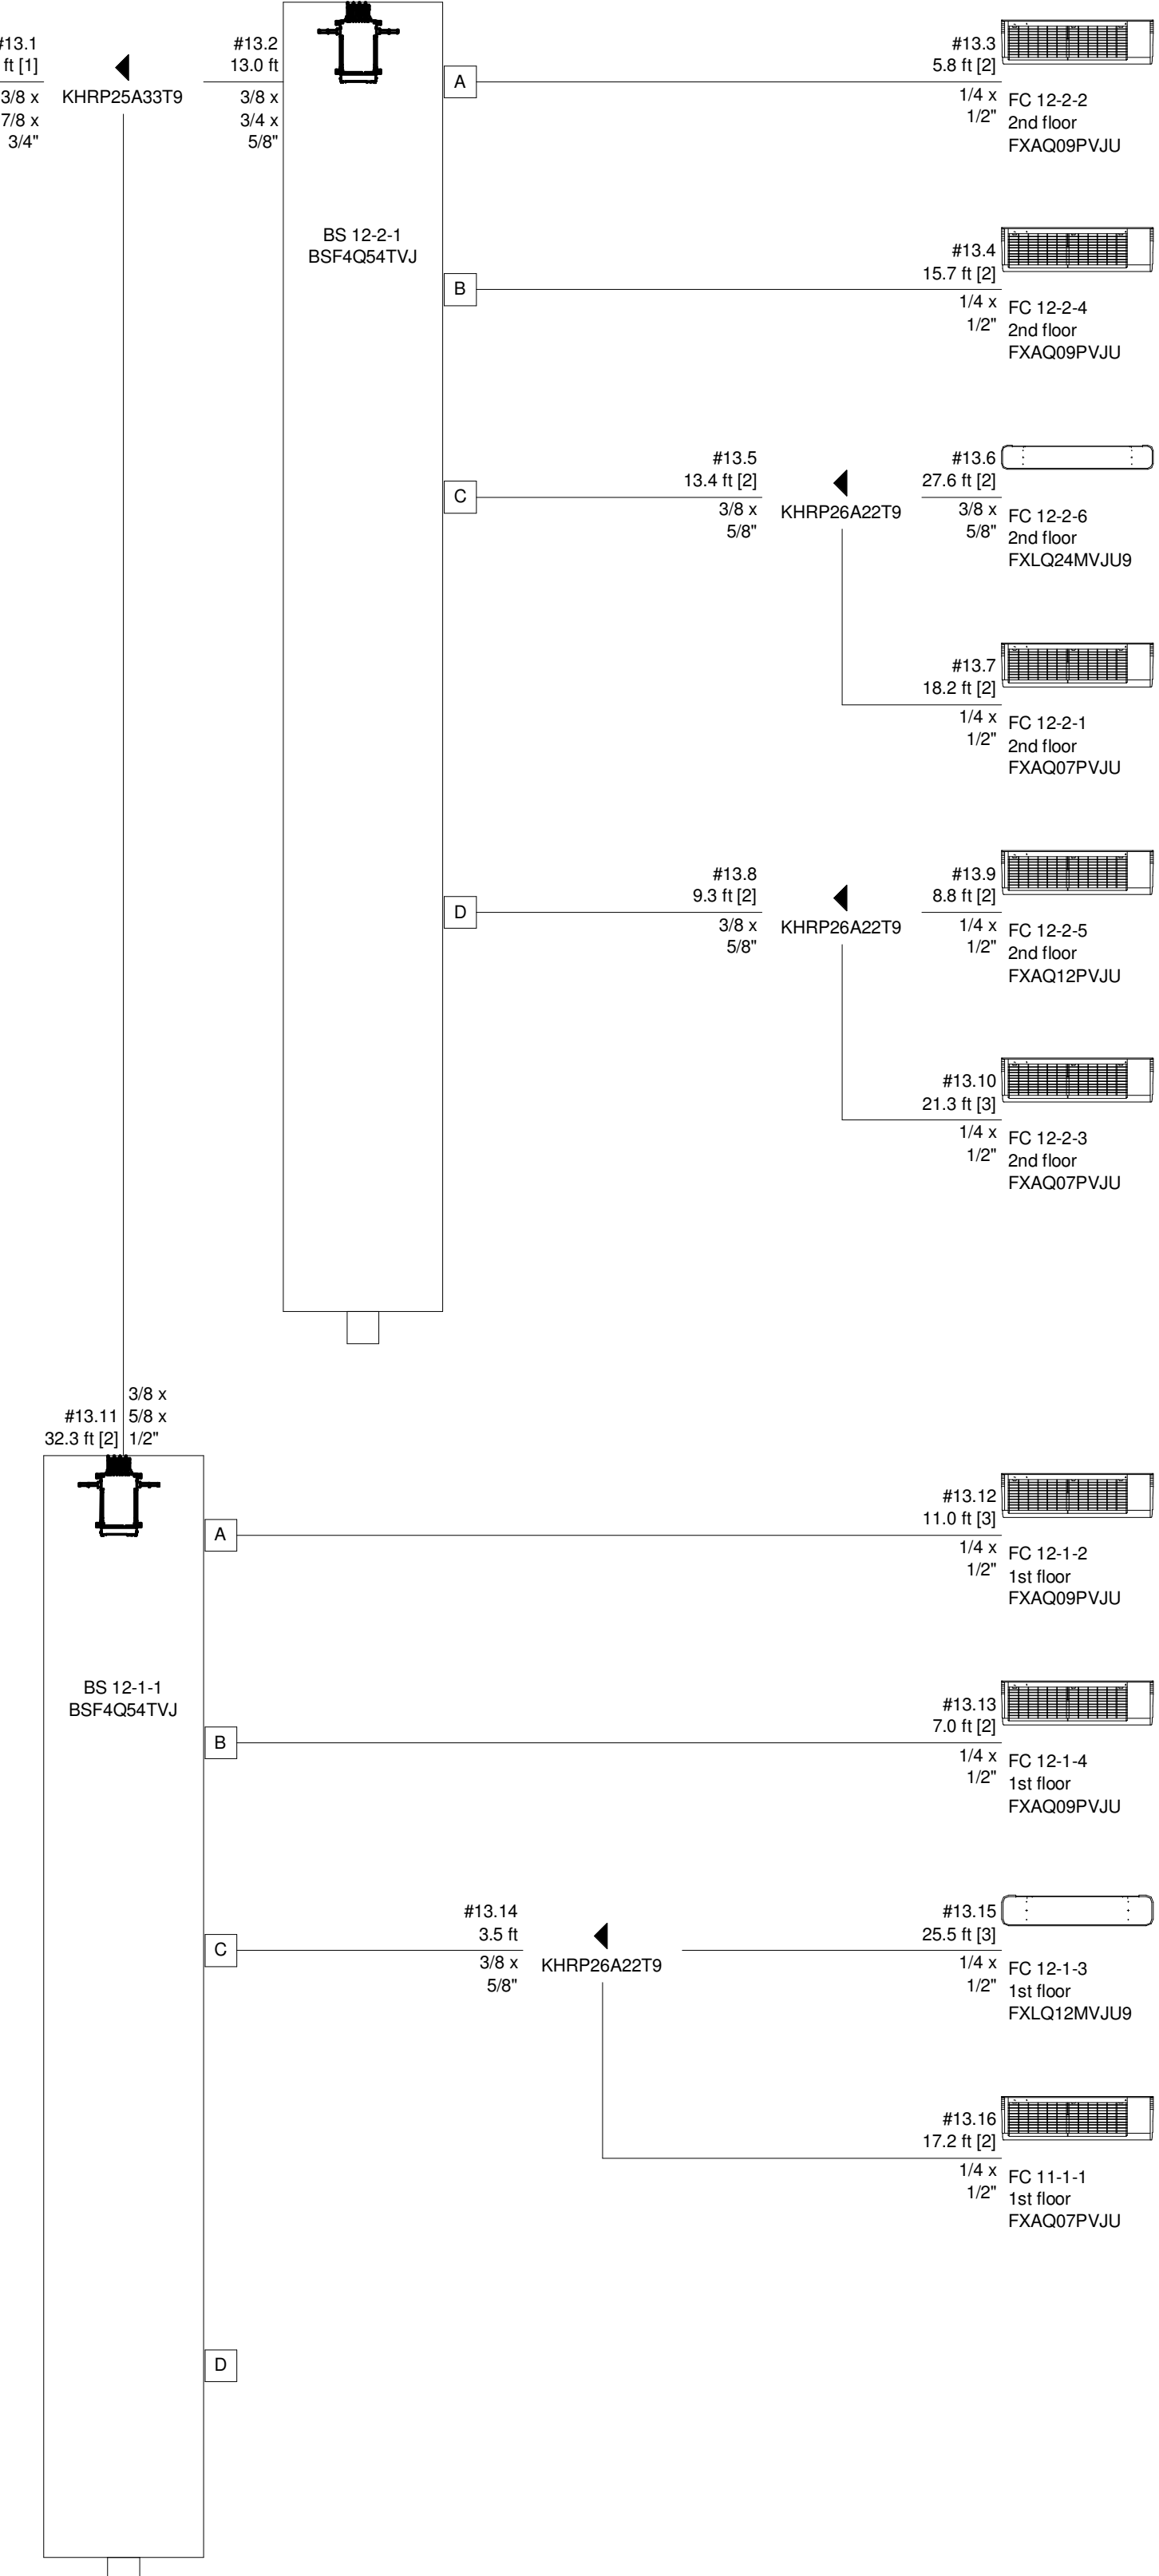 #13.1
ft [1]
3/8 x
7/8 x
3/4"
KHRP25A33T9
#13.2
13.0 ft
3/8 x
3/4 x
5/8"
BS 12-2-1
BSF4Q54TVJ
A
#13.3
5.8 ft [2]
1/4 x
1/2"
FC 12-2-2
2nd floor
FXAQ09PVJU
B
#13.4
15.7 ft [2]
1/4 x
1/2"
FC 12-2-4
2nd floor
FXAQ09PVJU
C
#13.5
13.4 ft [2]
3/8 x
5/8"
KHRP26A22T9
#13.6
27.6 ft [2]
3/8 x
5/8"
FC 12-2-6
2nd floor
FXLQ24MVJU9
#13.7
18.2 ft [2]
1/4 x
1/2"
FC 12-2-1
2nd floor
FXAQ07PVJU
D
#13.8
9.3 ft [2]
3/8 x
5/8"
KHRP26A22T9
#13.9
8.8 ft [2]
1/4 x
1/2"
FC 12-2-5
2nd floor
FXAQ12PVJU
#13.10
21.3 ft [3]
1/4 x
1/2"
FC 12-2-3
2nd floor
FXAQ07PVJU
#13.11
32.3 ft [2]
3/8 x
5/8 x
1/2"
BS 12-1-1
BSF4Q54TVJ
A
#13.12
11.0 ft [3]
1/4 x
1/2"
FC 12-1-2
1st floor
FXAQ09PVJU
B
#13.13
7.0 ft [2]
1/4 x
1/2"
FC 12-1-4
1st floor
FXAQ09PVJU
C
#13.14
3.5 ft
3/8 x
5/8"
KHRP26A22T9
#13.15
25.5 ft [3]
1/4 x
1/2"
FC 12-1-3
1st floor
FXLQ12MVJU9
#13.16
17.2 ft [2]
1/4 x
1/2"
FC 11-1-1
1st floor
FXAQ07PVJU
D